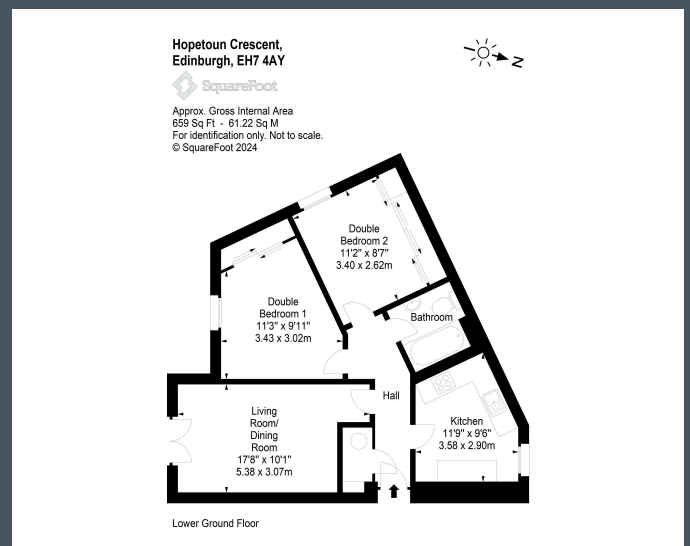 Hopetoun Crescent,
Edinburgh, EH7 4AY
SquareFoot
Approx. Gross Internal Area
659 Sq Ft - 61.22 Sq M
For identification only. Not to scale.
© SquareFoot 2024
N
Double
Bedroom 2
11'2" x 8'7"
3.40 x 2.62m
Double
Bedroom 1
11'3" x 9'11"
3.43 x 3.02m
Bathroom
Hall
Living
Room/
Dining
Room
17'8" x 10'1"
5.38 x 3.07m
Kitchen
11'9" x 9'6"
3.58 x 2.90m
Lower Ground Floor